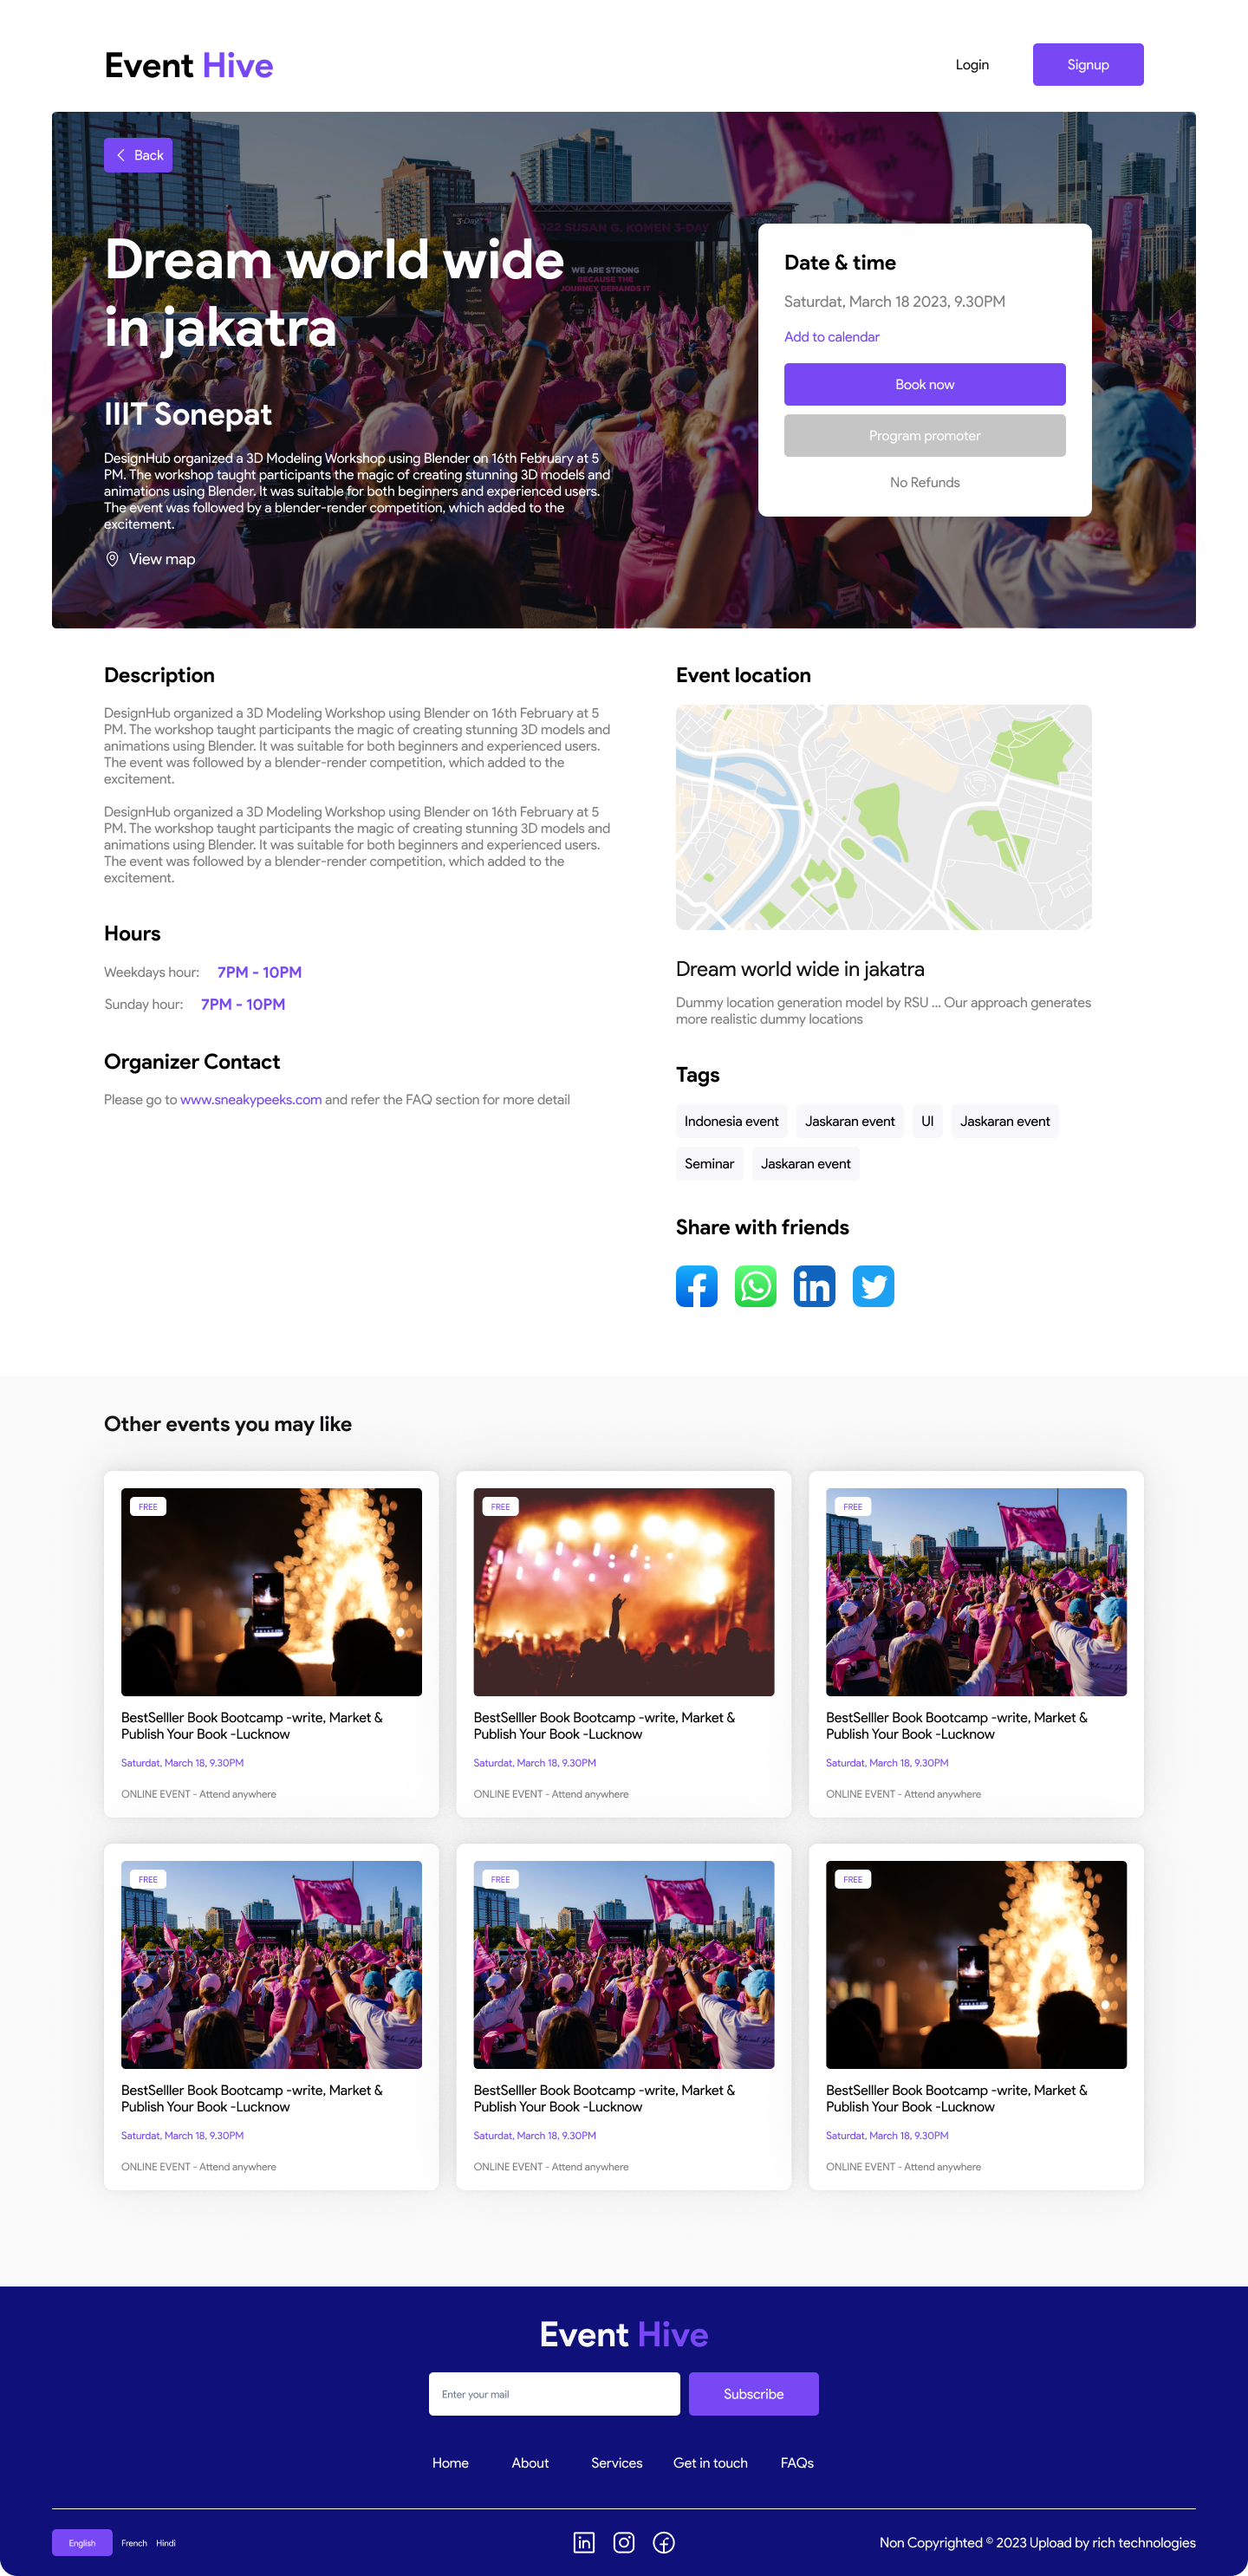 Event Hive
Login
Signup
Back
Dream world wide
in jakatra
IIIT Sonepat
DesignHub organized a 3D Modeling Workshop using Blender on 16th February at 5
PM. The workshop taught participants the magic of creating stunning 3D models and
animations using Blender. It was suitable for both beginners and experienced users.
The event was followed by a blender-render competition, which added to the
excitement.
View map
2022 SUSAN G. KOMEN 3-DAY
WE ARE STRONG
BECAUSE THE
JOURNEY DEMANDS IT
GRATEFUL
Date & time
Saturdat, March 18 2023, 9.30PM
Add to calendar
Book now
Program promoter
No Refunds
Description
DesignHub organized a 3D Modeling Workshop using Blender on 16th February at 5
PM. The workshop taught participants the magic of creating stunning 3D models and
animations using Blender. It was suitable for both beginners and experienced users.
The event was followed by a blender-render competition, which added to the
excitement.
DesignHub organized a 3D Modeling Workshop using Blender on 16th February at 5
PM. The workshop taught participants the magic of creating stunning 3D models and
animations using Blender. It was suitable for both beginners and experienced users.
The event was followed by a blender-render competition, which added to the
excitement.
Hours
Weekdays hour: 7PM - 10PM
Sunday hour: 7PM - 10PM
Organizer Contact
Please go to www.sneakypeeks.com and refer the FAQ section for more detail
Event location
Dream world wide in jakatra
Dummy location generation model by RSU ... Our approach generates
more realistic dummy locations
Tags
Indonesia event
Jaskaran event
UI
Jaskaran event
Seminar
Jaskaran event
Share with friends
Other events you may like
FREE
BestSelller Book Bootcamp -write, Market &
Publish Your Book -Lucknow
Saturdat, March 18, 9.30PM
ONLINE EVENT - Attend anywhere
FREE
BestSelller Book Bootcamp -write, Market &
Publish Your Book -Lucknow
Saturdat, March 18, 9.30PM
ONLINE EVENT - Attend anywhere
FREE
BestSelller Book Bootcamp -write, Market &
Publish Your Book -Lucknow
Saturdat, March 18, 9.30PM
ONLINE EVENT - Attend anywhere
FREE
BestSelller Book Bootcamp -write, Market &
Publish Your Book -Lucknow
Saturdat, March 18, 9.30PM
ONLINE EVENT - Attend anywhere
FREE
BestSelller Book Bootcamp -write, Market &
Publish Your Book -Lucknow
Saturdat, March 18, 9.30PM
ONLINE EVENT - Attend anywhere
FREE
BestSelller Book Bootcamp -write, Market &
Publish Your Book -Lucknow
Saturdat, March 18, 9.30PM
ONLINE EVENT - Attend anywhere
Event Hive
Enter your mail
Subscribe
Home
About
Services
Get in touch
FAQs
English
French
Hindi
Non Copyrighted © 2023 Upload by rich technologies